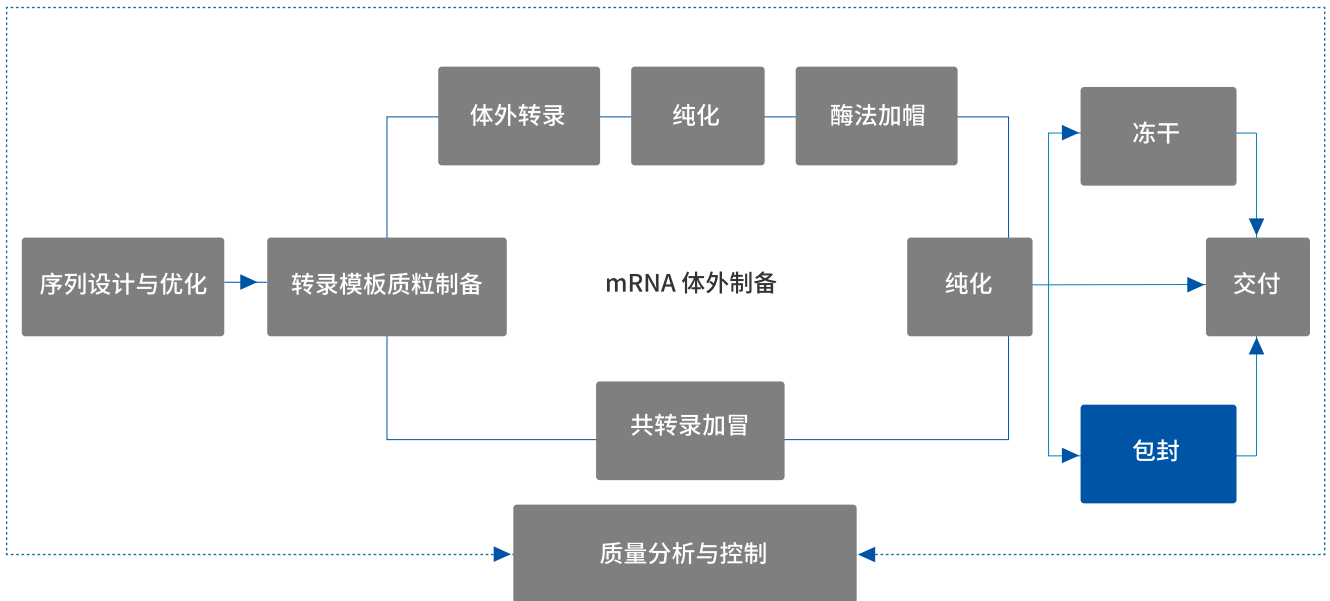 体外转录
纯化
酶法加帽
冻干
序列设计与优化
转录模板质粒制备
mRNA 体外制备
纯化
交付
共转录加冒
包封
质量分析与控制